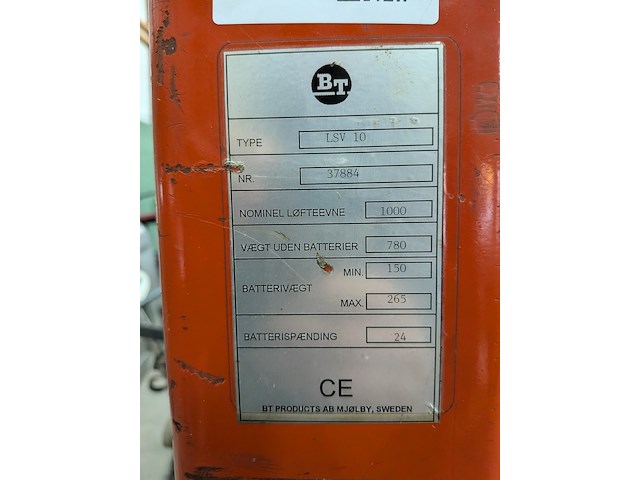 BT
TYPE LSV 10
NR. 37884
NOMINEL LØFTEEVNE 1000
VÆGT UDEN BATTERIER 780
MIN. 150
BATTERIVÆGT
MAX. 265
BATTERISPÆNDING 24
CE
BT PRODUCTS AB MJØLBY, SWEDEN